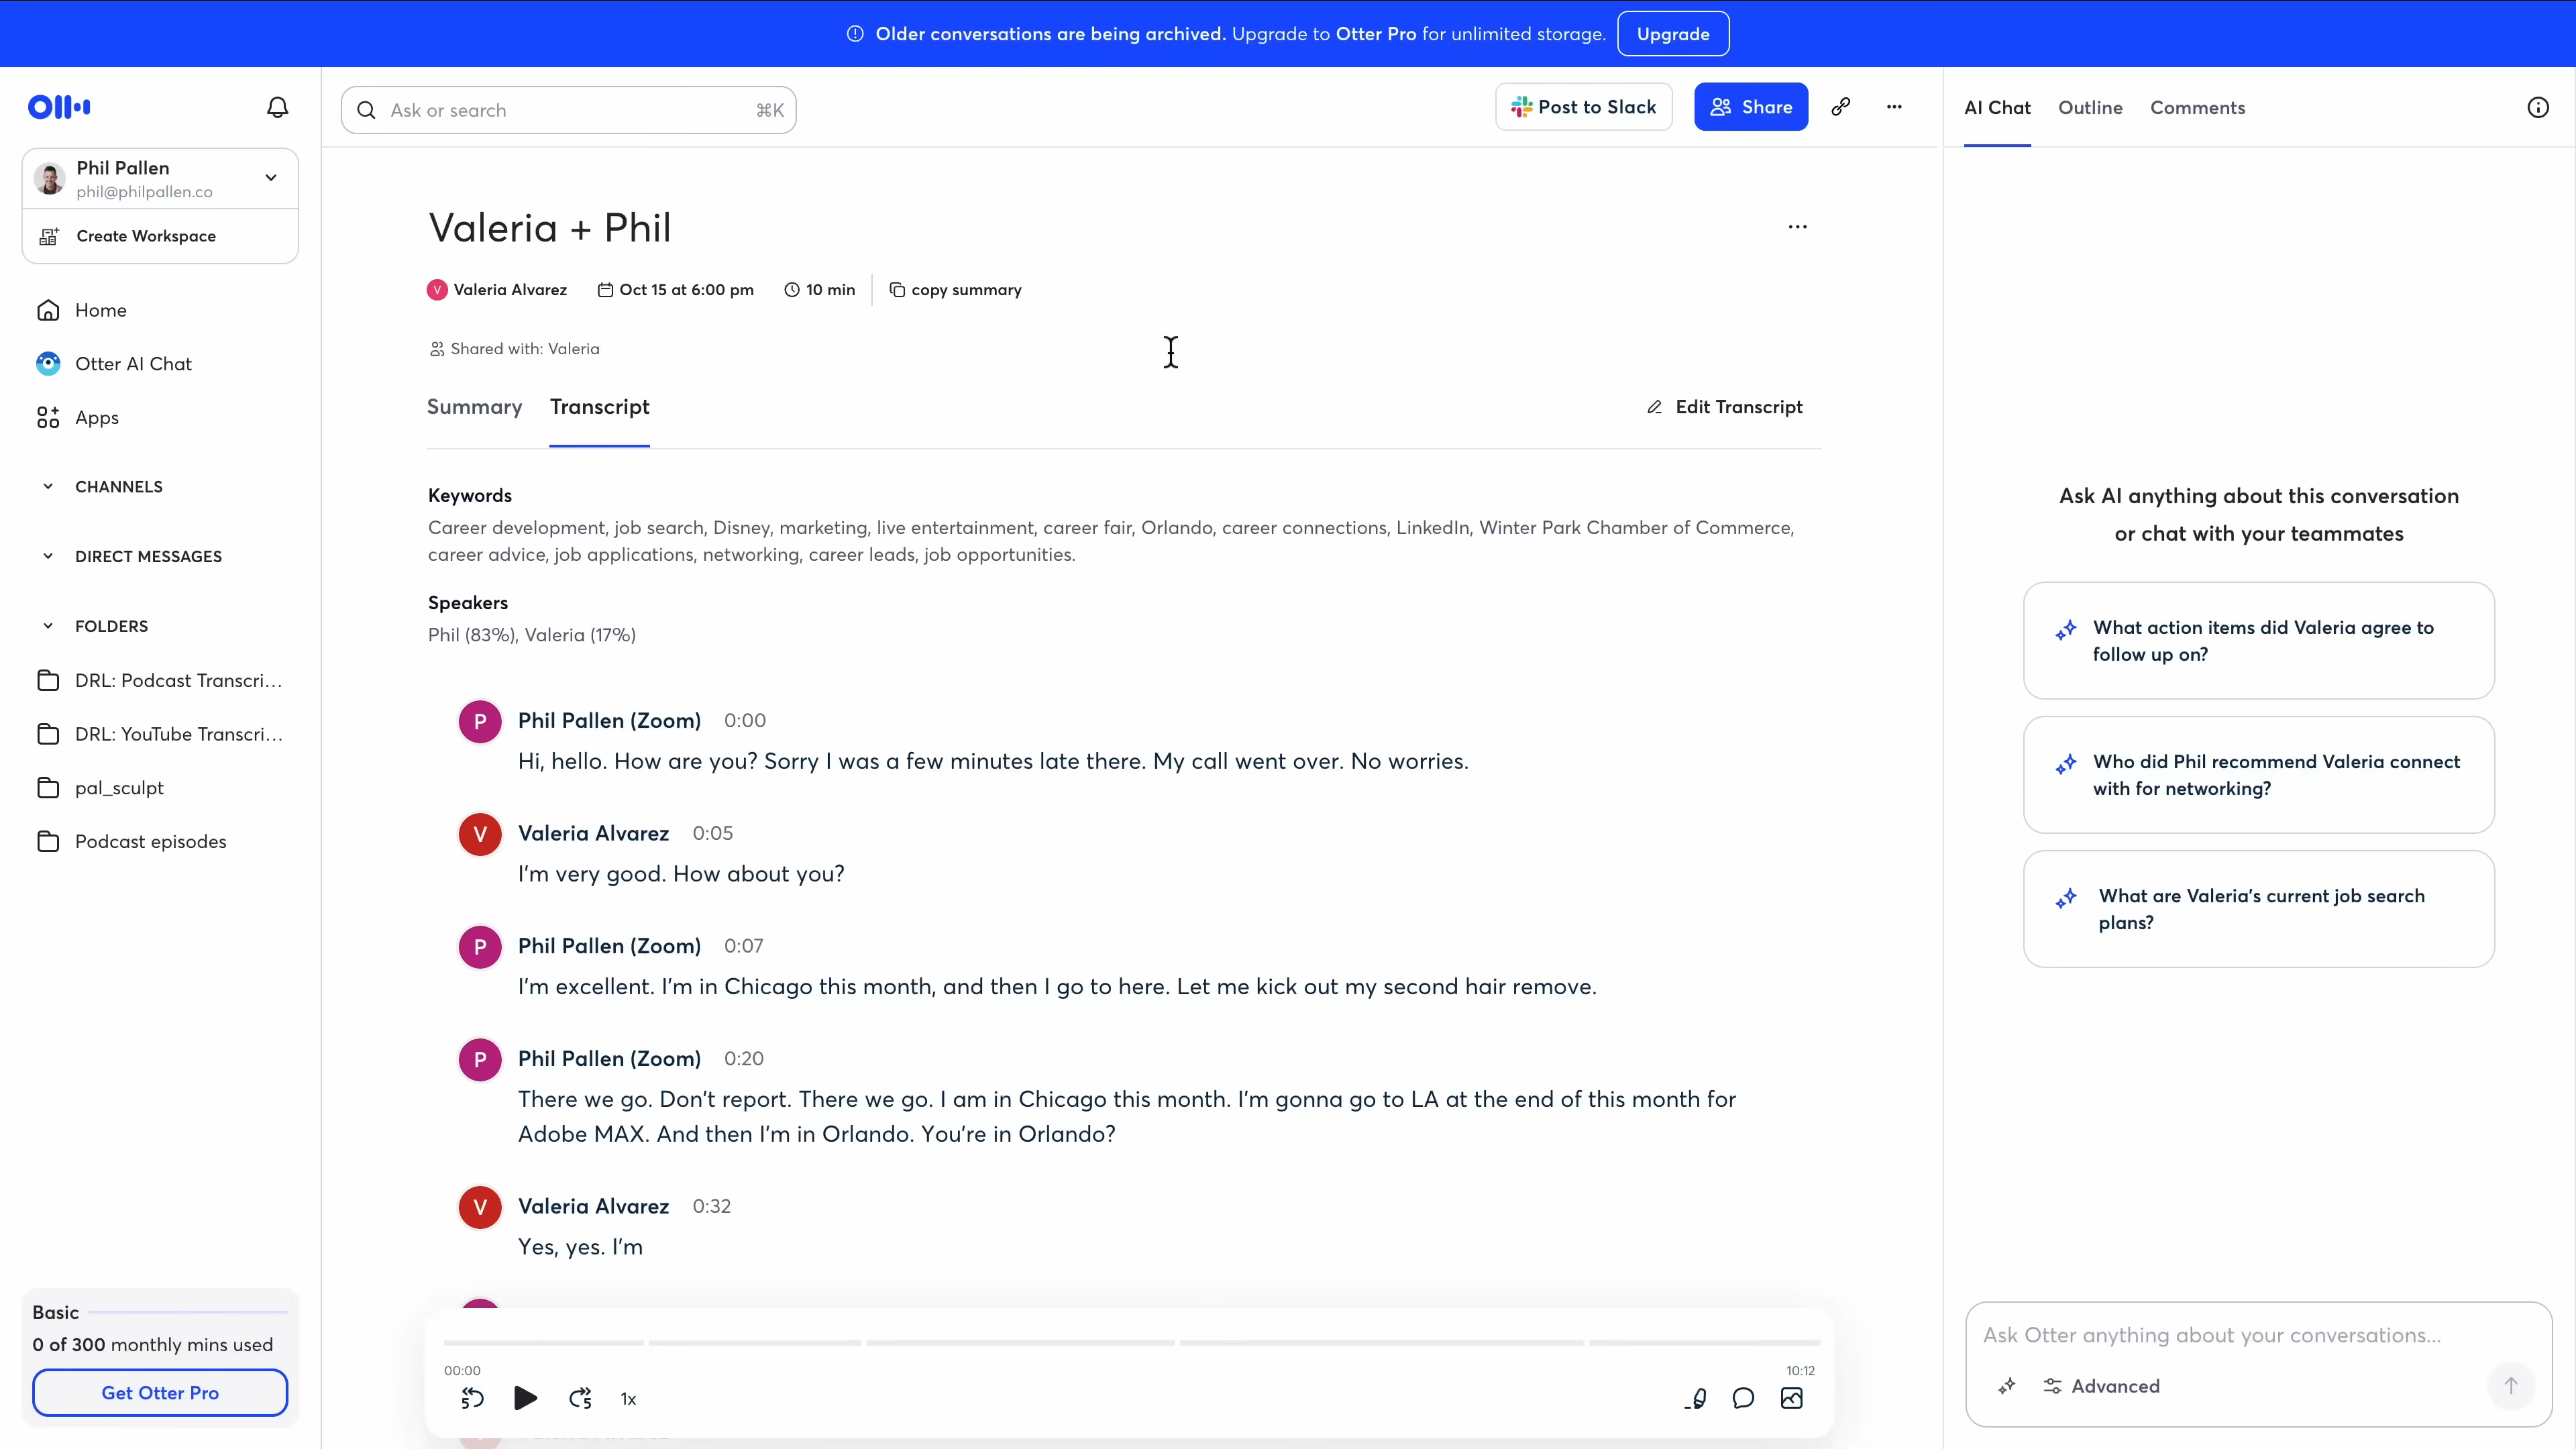 Older conversations are being archived. Upgrade to Otter Pro for unlimited storage. Upgrade
Phil Pallen
phil@philpallen.co
Create Workspace
Home
Otter AI Chat
Apps
CHANNELS
DIRECT MESSAGES
FOLDERS
DRL: Podcast Transcri...
DRL: YouTube Transcri...
pal_sculpt
Podcast episodes
Basic
0 of 300 monthly mins used
Get Otter Pro
Ask or search ⌘K
Post to Slack Share
Valeria + Phil
V Valeria Alvarez Oct 15 at 6:00 pm 10 min copy summary
Shared with: Valeria
Summary Transcript Edit Transcript
Keywords
Career development, job search, Disney, marketing, live entertainment, career fair, Orlando, career connections, LinkedIn, Winter Park Chamber of Commerce,
career advice, job applications, networking, career leads, job opportunities.
Speakers
Phil (83%), Valeria (17%)
P Phil Pallen (Zoom) 0:00
Hi, hello. How are you? Sorry I was a few minutes late there. My call went over. No worries.
V Valeria Alvarez 0:05
I'm very good. How about you?
P Phil Pallen (Zoom) 0:07
I'm excellent. I'm in Chicago this month, and then I go to here. Let me kick out my second hair remove.
P Phil Pallen (Zoom) 0:20
There we go. Don't report. There we go. I am in Chicago this month. I'm gonna go to LA at the end of this month for
Adobe MAX. And then I'm in Orlando. You're in Orlando?
V Valeria Alvarez 0:32
Yes, yes. I'm
00:00 10:12
5 5 1x
AI Chat Outline Comments
Ask AI anything about this conversation
or chat with your teammates
What action items did Valeria agree to
follow up on?
Who did Phil recommend Valeria connect
with for networking?
What are Valeria's current job search
plans?
Ask Otter anything about your conversations...
Advanced